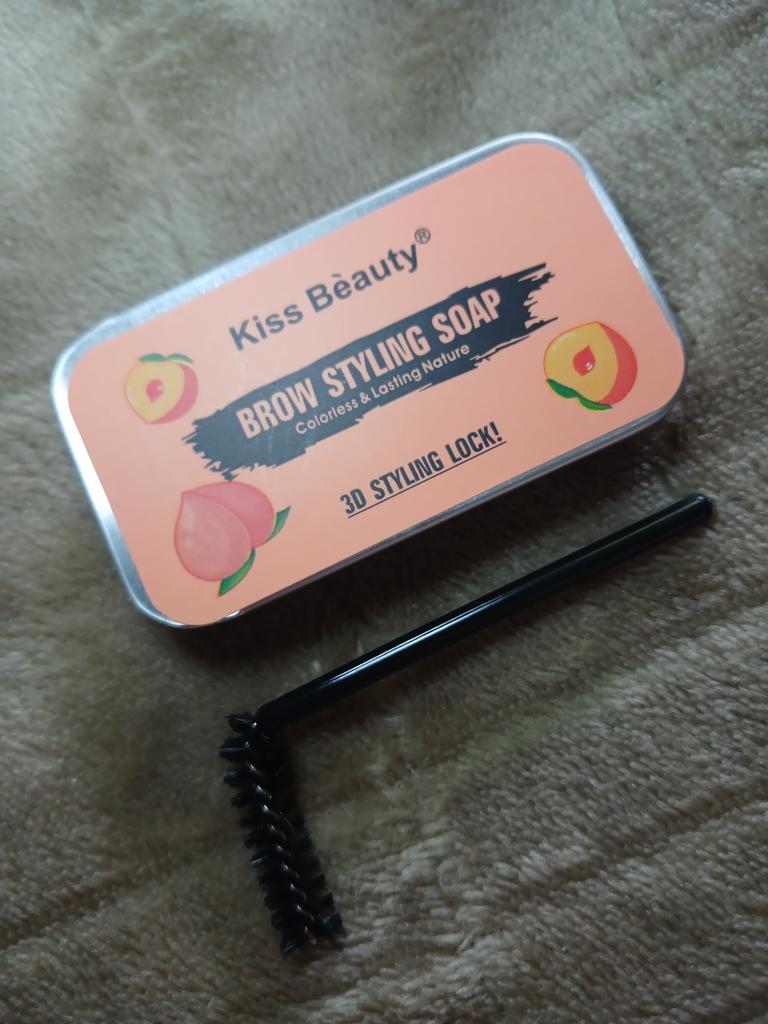 Kiss Bèauty®
BROW STYLING SOAP
Colorless & Lasting Nature
3D STYLING LOCK!